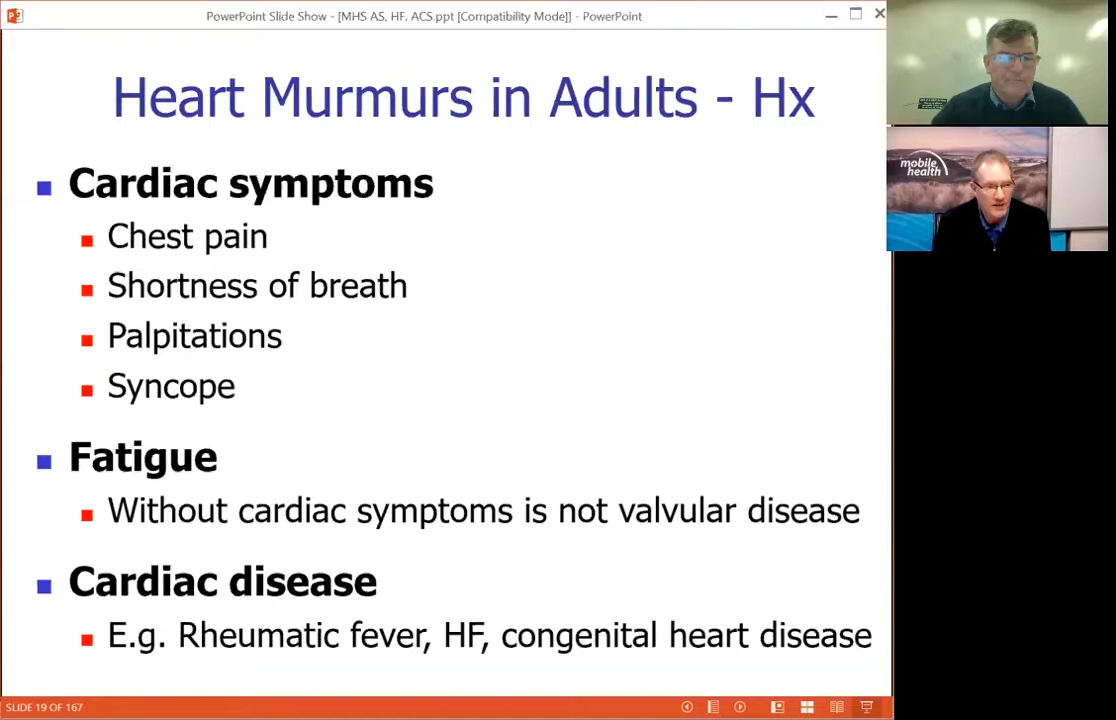 PowerPoint Slide Show - [MHS AS, HF, ACS.ppt [Compatibility Mode]] - PowerPoint
Heart Murmurs in Adults - Hx
Cardiac symptoms
Chest pain
Shortness of breath
Palpitations
Syncope
Fatigue
Without cardiac symptoms is not valvular disease
Cardiac disease
E.g. Rheumatic fever, HF, congenital heart disease
SLIDE 19 OF 167
mobile
health